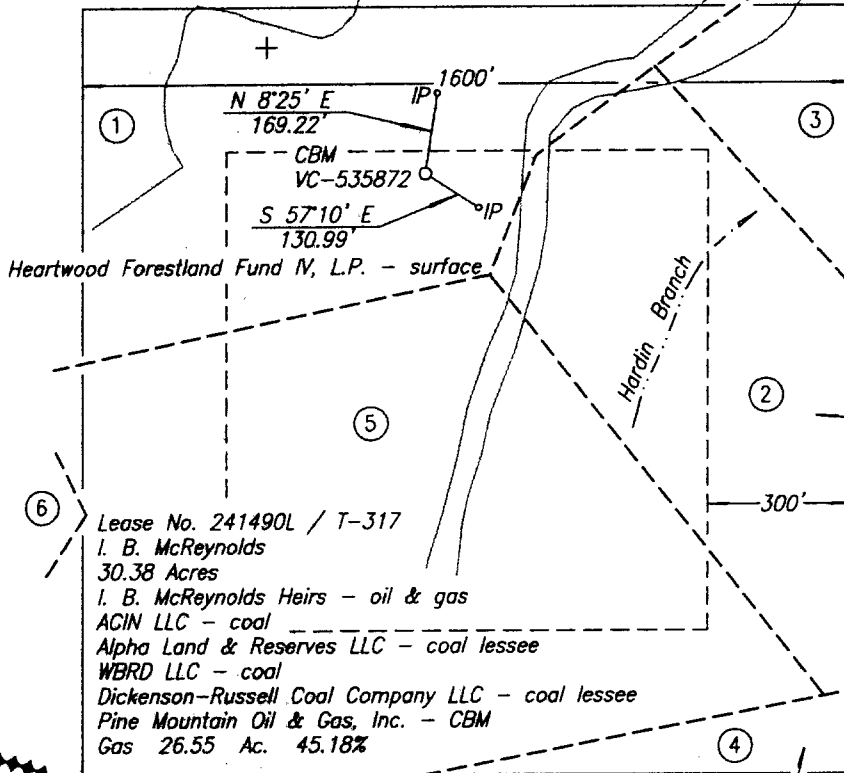 1600'
N 8°25' E
169.22'
IP
1
3
CBM
VC-535872
S 57°10' E
130.99'
IP
Heartwood Forestland Fund IV, L.P. - surface
Hardin Branch
2
5
300'
6
Lease No. 241490L / T-317
I. B. McReynolds
30.38 Acres
I. B. McReynolds Heirs - oil & gas
ACIN LLC - coal
Alpha Land & Reserves LLC - coal lessee
WBRD LLC - coal
Dickenson-Russell Coal Company LLC - coal lessee
Pine Mountain Oil & Gas, Inc. - CBM
Gas 26.55 Ac. 45.18%
4